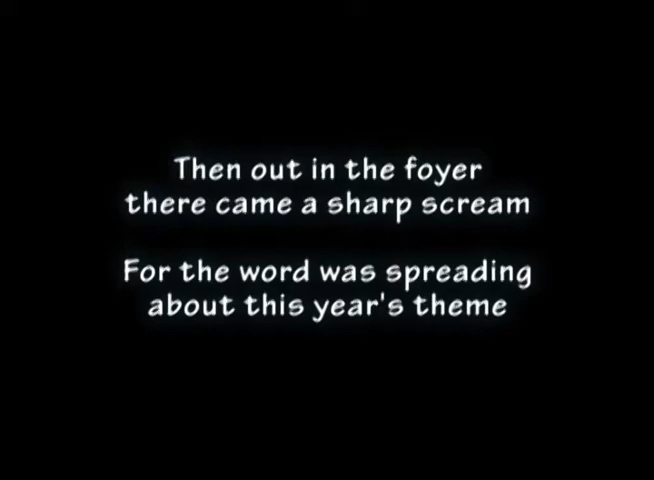 Then out in the foyer
there came a sharp scream
For the word was spreading
about this year's theme